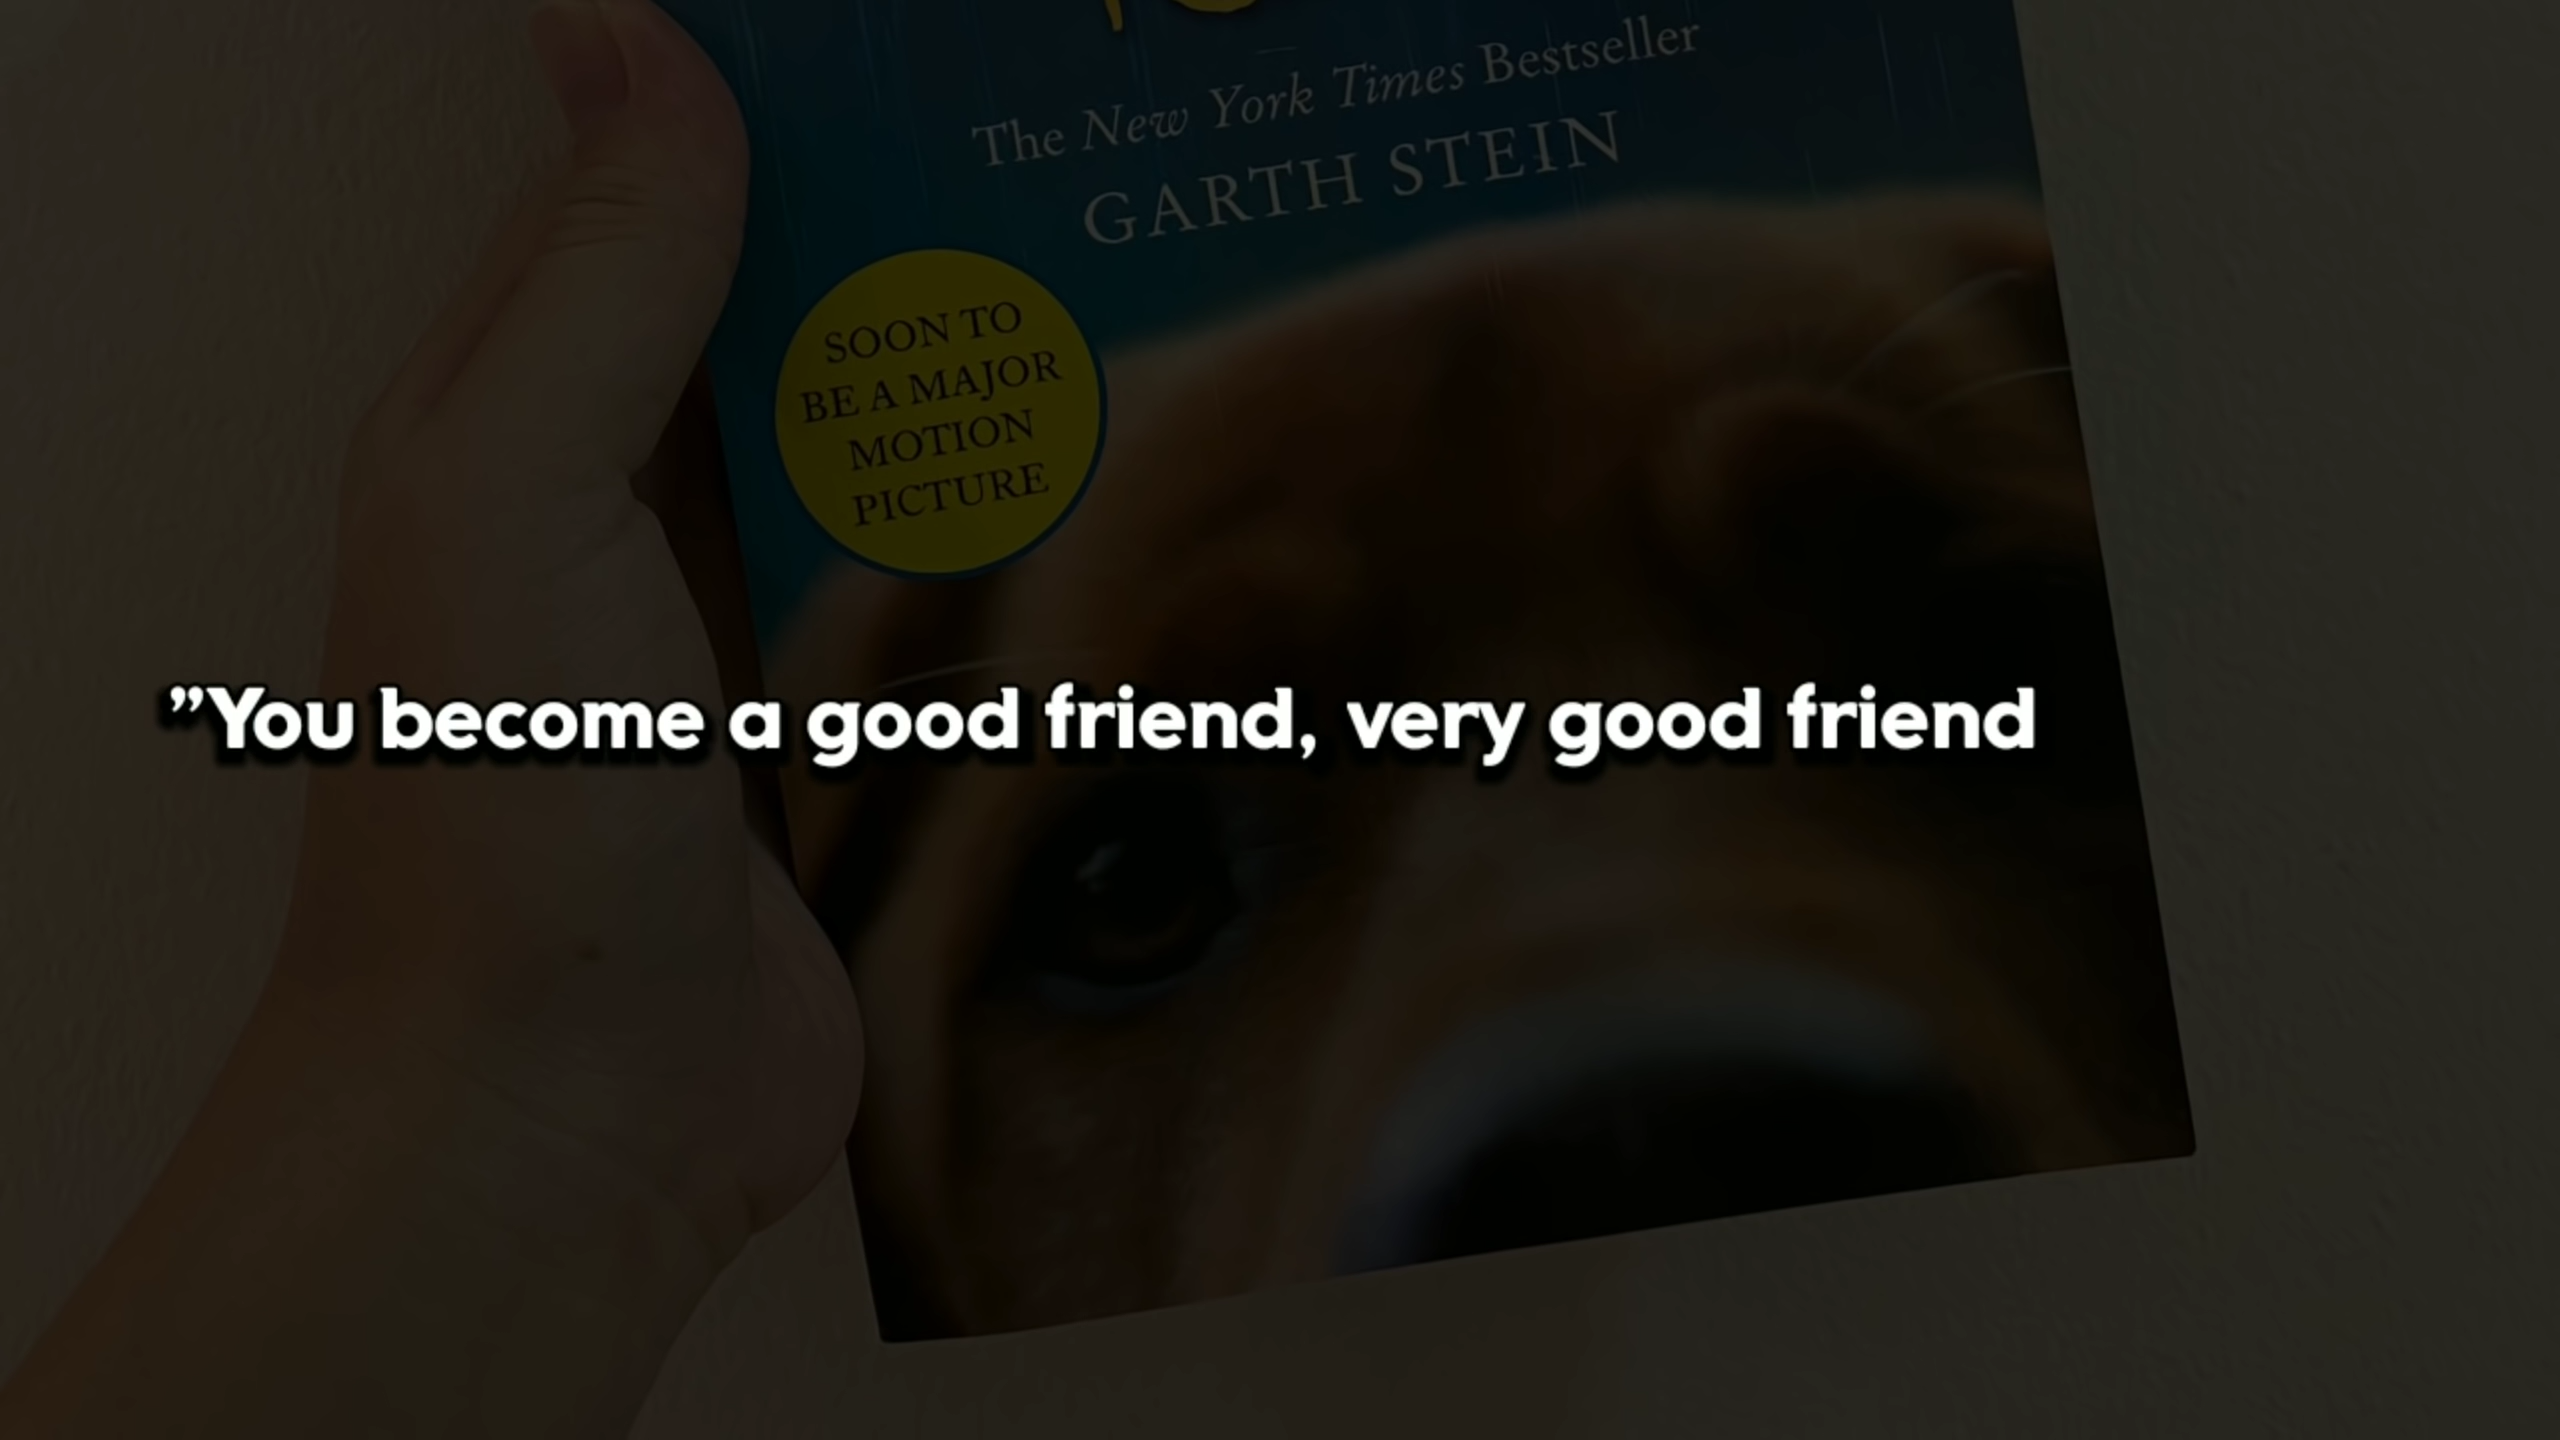 The New York Times Bestseller
GARTH STEIN
SOON TO
BE A MAJOR
MOTION
PICTURE
”You become a good friend, very good friend